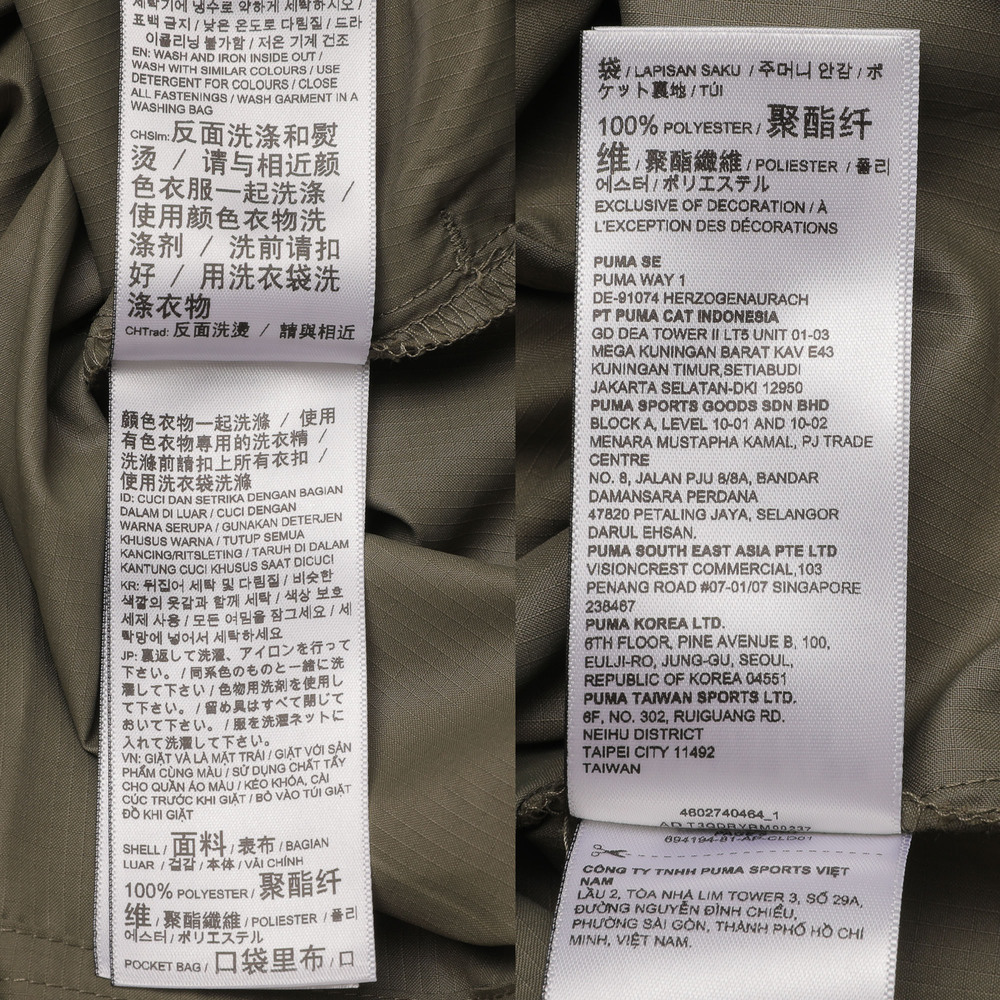 세탁기에 냉수로 약하게 세탁하시오 /
표백 금지 / 낮은 온도로 다림질 / 드라
이클리닝 불가함 / 저온 기계 건조
EN: WASH AND IRON INSIDE OUT /
WASH WITH SIMILAR COLOURS / USE
DETERGENT FOR COLOURS / CLOSE
ALL FASTENINGS / WASH GARMENT IN A
WASHING BAG
CHSim: 反面洗涤和熨
烫 / 请与相近颜
色衣服一起洗涤 /
使用颜色衣物洗
涤剂 / 洗前请扣
好 / 用洗衣袋洗
涤衣物
CHTrad: 反面洗燙 / 請與相近
顏色衣物一起洗滌 / 使用
有色衣物專用的洗衣精 /
洗滌前請扣上所有衣扣 /
使用洗衣袋洗滌
ID: CUCI DAN SETRIKA DENGAN BAGIAN
DALAM DI LUAR / CUCI DENGAN
WARNA SERUPA / GUNAKAN DETERJEN
KHUSUS WARNA / TUTUP SEMUA
KANCING/RITSLETING / TARUH DI DALAM
KANTUNG CUCI KHUSUS SAAT DICUCI
KR: 뒤집어 세탁 및 다림질 / 비슷한
색깔의 옷감과 함께 세탁 / 색상 보호
세제 사용 / 모든 여밈을 잠그세요 / 세
탁망에 넣어서 세탁하세요
JP: 裏返して洗濯、アイロンを行って
下さい。/ 同系色のものと一緒に洗
濯して下さい / 色物用洗剤を使用し
て下さい。/ 留め具はすべて閉じて
おいて下さい。/ 服を洗濯ネットに
入れて洗濯して下さい。
VN: GIẶT VÀ LÀ MẶT TRÁI / GIẶT VỚI SẢN
PHẨM CÙNG MÀU / SỬ DỤNG CHẤT TẨY
CHO QUẦN ÁO MÀU / KÉO KHÓA, CÀI
CÚC TRƯỚC KHI GIẶT / BỎ VÀO TÚI GIẶT
ĐỒ KHI GIẶT
SHELL / 面料 / 表布 / BAGIAN
LUAR / 겉감 / 本体 / VẢI CHÍNH
100% POLYESTER / 聚酯纤
维 / 聚酯纖維 / POLIESTER / 폴리
에스터 / ポリエステル
POCKET BAG / 口袋里布 / 口
袋 / LAPISAN SAKU / 주머니 안감 / ポ
ケット裏地 / TÚI
100% POLYESTER / 聚酯纤
维 / 聚酯纖維 / POLIESTER / 폴리
에스터 / ポリエステル
EXCLUSIVE OF DECORATION / À
L'EXCEPTION DES DÉCORATIONS
PUMA SE
PUMA WAY 1
DE-91074 HERZOGENAURACH
PT PUMA CAT INDONESIA
GD DEA TOWER II LT5 UNIT 01-03
MEGA KUNINGAN BARAT KAV E43
KUNINGAN TIMUR,SETIABUDI
JAKARTA SELATAN-DKI 12950
PUMA SPORTS GOODS SDN BHD
BLOCK A, LEVEL 10-01 AND 10-02
MENARA MUSTAPHA KAMAL, PJ TRADE
CENTRE
NO. 8, JALAN PJU 8/8A, BANDAR
DAMANSARA PERDANA
47820 PETALING JAYA, SELANGOR
DARUL EHSAN.
PUMA SOUTH EAST ASIA PTE LTD
VISIONCREST COMMERCIAL,103
PENANG ROAD #07-01/07 SINGAPORE
238467
PUMA KOREA LTD.
6TH FLOOR, PINE AVENUE B, 100,
EULJI-RO, JUNG-GU, SEOUL,
REPUBLIC OF KOREA 04551
PUMA TAIWAN SPORTS LTD.
6F, NO. 302, RUIGUANG RD.
NEIHU DISTRICT
TAIPEI CITY 11492
TAIWAN
4602740464_1
694194-81-AP-CLD01
CÔNG TY TNHH PUMA SPORTS VIỆT
NAM
LẦU 2, TÒA NHÀ LIM TOWER 3, SỐ 29A,
ĐƯỜNG NGUYỄN ĐÌNH CHIỂU,
PHƯỜNG SÀI GÒN, THÀNH PHỐ HỒ CHÍ
MINH, VIỆT NAM.